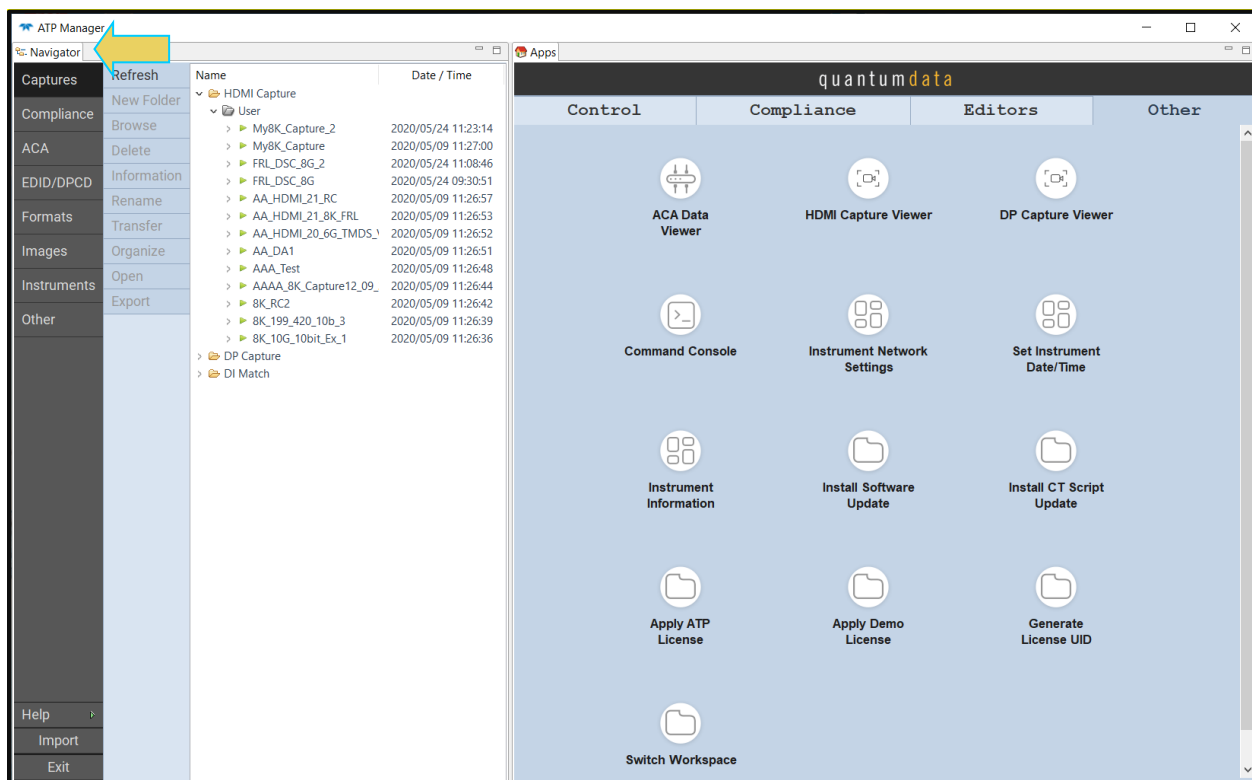 ATP Manager
Navigator
Apps
Captures
Compliance
ACA
EDID/DPCD
Formats
Images
Instruments
Other
Help
Import
Exit
Refresh
New Folder
Browse
Delete
Information
Rename
Transfer
Organize
Open
Export
Name Date / Time
HDMI Capture
User
My8K_Capture_2 2020/05/24 11:23:14
My8K_Capture 2020/05/09 11:27:00
FRL_DSC_8G_2 2020/05/24 11:08:46
FRL_DSC_8G 2020/05/24 09:30:51
AA_HDMI_21_RC 2020/05/09 11:26:57
AA_HDMI_21_8K_FRL 2020/05/09 11:26:53
AA_HDMI_20_6G_TMDS_ 2020/05/09 11:26:52
AA_DA1 2020/05/09 11:26:51
AAA_Test 2020/05/09 11:26:48
AAAA_8K_Capture12_09_ 2020/05/09 11:26:44
8K_RC2 2020/05/09 11:26:42
8K_199_420_10b_3 2020/05/09 11:26:39
8K_10G_10bit_Ex_1 2020/05/09 11:26:36
DP Capture
DI Match
quantumdata
Control Compliance Editors Other
ACA Data
Viewer
HDMI Capture Viewer
DP Capture Viewer
Command Console
Instrument Network
Settings
Set Instrument
Date/Time
Instrument
Information
Install Software
Update
Install CT Script
Update
Apply ATP
License
Apply Demo
License
Generate
License UID
Switch Workspace